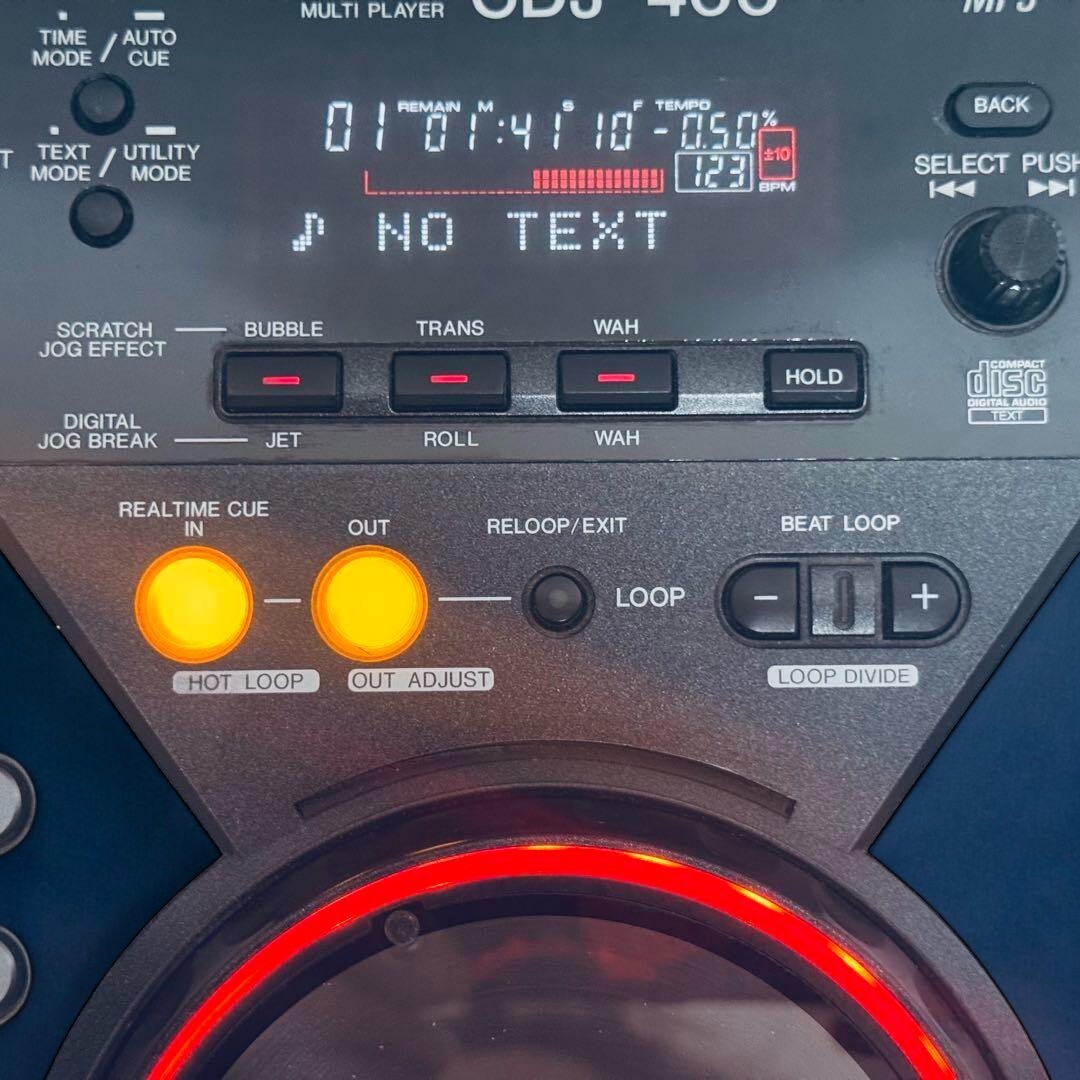 MULTI PLAYER CDJ-400 MP3
TIME MODE / AUTO CUE
REMAIN M S F TEMPO
01 01:41 10 -0.50%
BACK
T TEXT MODE / UTILITY MODE
123 ±10
BPM
SELECT PUSH
♪ NO TEXT
SCRATCH JOG EFFECT BUBBLE TRANS WAH
HOLD
COMPACT
disc
DIGITAL AUDIO
TEXT
DIGITAL JOG BREAK JET ROLL WAH
REALTIME CUE
IN OUT RELOOP/EXIT BEAT LOOP
LOOP - +
HOT LOOP OUT ADJUST LOOP DIVIDE